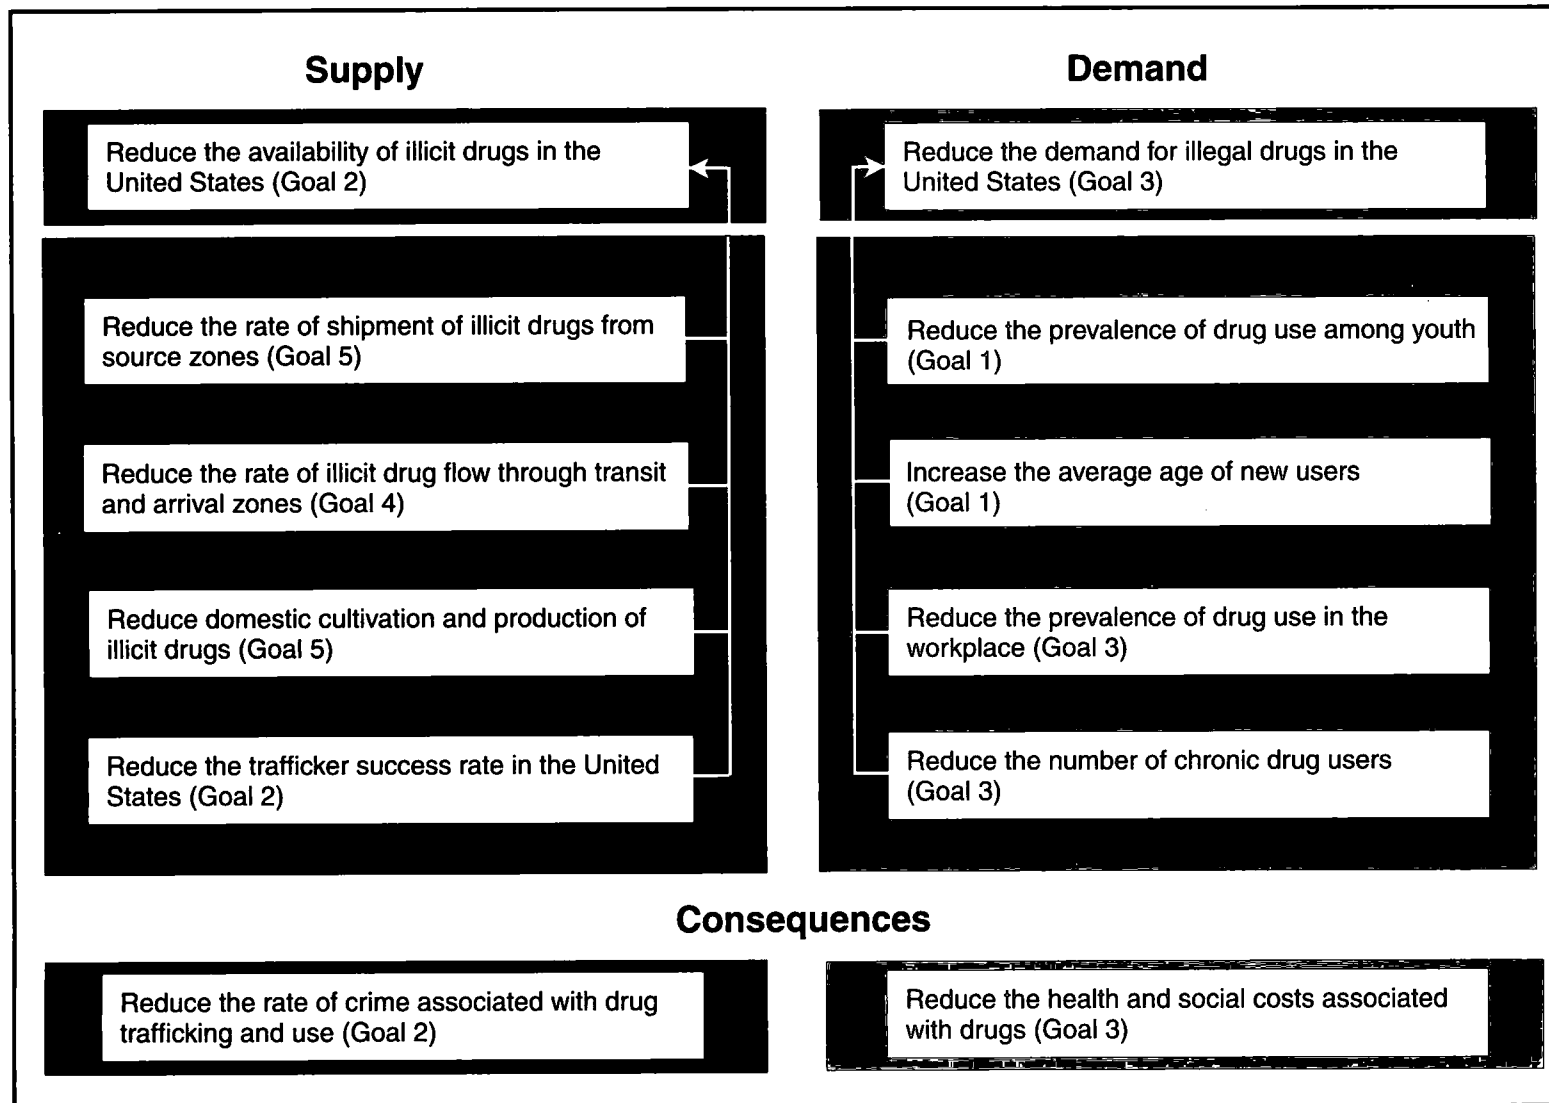 Supply
Reduce the availability of illicit drugs in the
United States (Goal 2)
Reduce the rate of shipment of illicit drugs from
source zones (Goal 5)
Reduce the rate of illicit drug flow through transit
and arrival zones (Goal 4)
Reduce domestic cultivation and production of
illicit drugs (Goal 5)
Reduce the trafficker success rate in the United
States (Goal 2)
Demand
Reduce the demand for illegal drugs in the
United States (Goal 3)
Reduce the prevalence of drug use among youth
(Goal 1)
Increase the average age of new users
(Goal 1)
Reduce the prevalence of drug use in the
workplace (Goal 3)
Reduce the number of chronic drug users
(Goal 3)
Consequences
Reduce the rate of crime associated with drug
trafficking and use (Goal 2)
Reduce the health and social costs associated
with drugs (Goal 3)